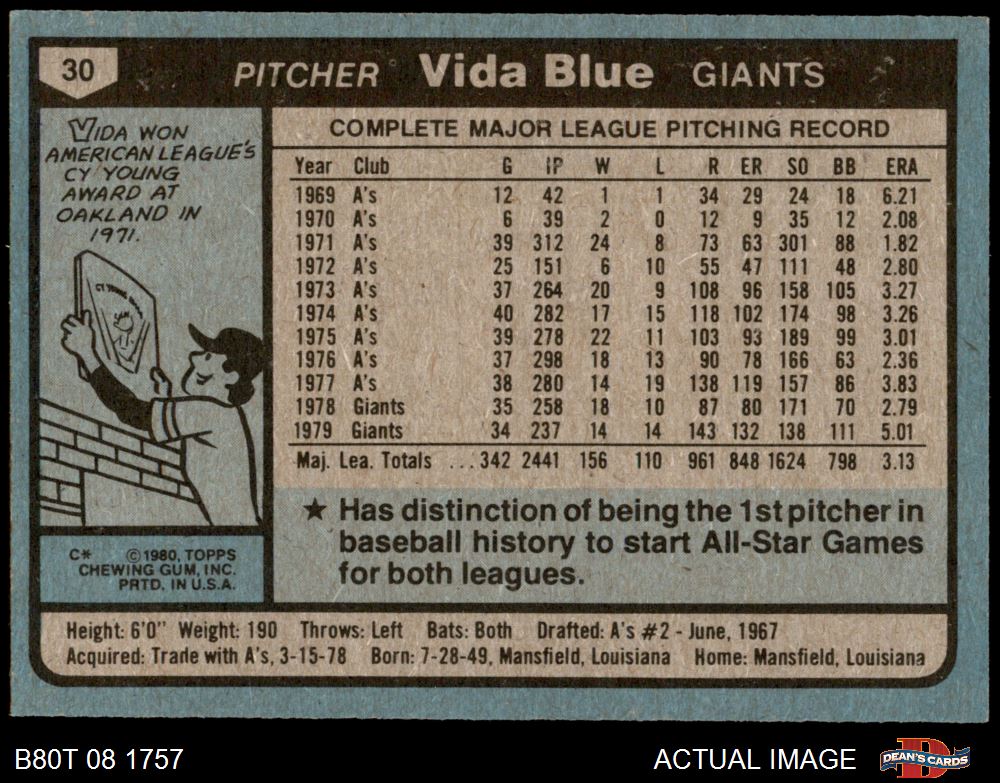 30
PITCHER Vida Blue GIANTS
VIDA WON
AMERICAN LEAGUE'S
CY YOUNG
AWARD AT
OAKLAND IN
1971.
CY YOUNG AWARD
C* ©1980, TOPPS
CHEWING GUM, INC.
PRTD. IN U.S.A.
COMPLETE MAJOR LEAGUE PITCHING RECORD
Year Club G IP W L R ER SO BB ERA
1969 A's 12 42 1 1 34 29 24 18 6.21
1970 A's 6 39 2 0 12 9 35 12 2.08
1971 A's 39 312 24 8 73 63 301 88 1.82
1972 A's 25 151 6 10 55 47 111 48 2.80
1973 A's 37 264 20 9 108 96 158 105 3.27
1974 A's 40 282 17 15 118 102 174 98 3.26
1975 A's 39 278 22 11 103 93 189 99 3.01
1976 A's 37 298 18 13 90 78 166 63 2.36
1977 A's 38 280 14 19 138 119 157 86 3.83
1978 Giants 35 258 18 10 87 80 171 70 2.79
1979 Giants 34 237 14 14 143 132 138 111 5.01
Maj. Lea. Totals ...342 2441 156 110 961 848 1624 798 3.13
★ Has distinction of being the 1st pitcher in
baseball history to start All-Star Games
for both leagues.
Height: 6'0" Weight: 190 Throws: Left Bats: Both Drafted: A's #2 - June, 1967
Acquired: Trade with A's, 3-15-78 Born: 7-28-49, Mansfield, Louisiana Home: Mansfield, Louisiana
B80T 08 1757 ACTUAL IMAGE
D
DEAN'S CARDS